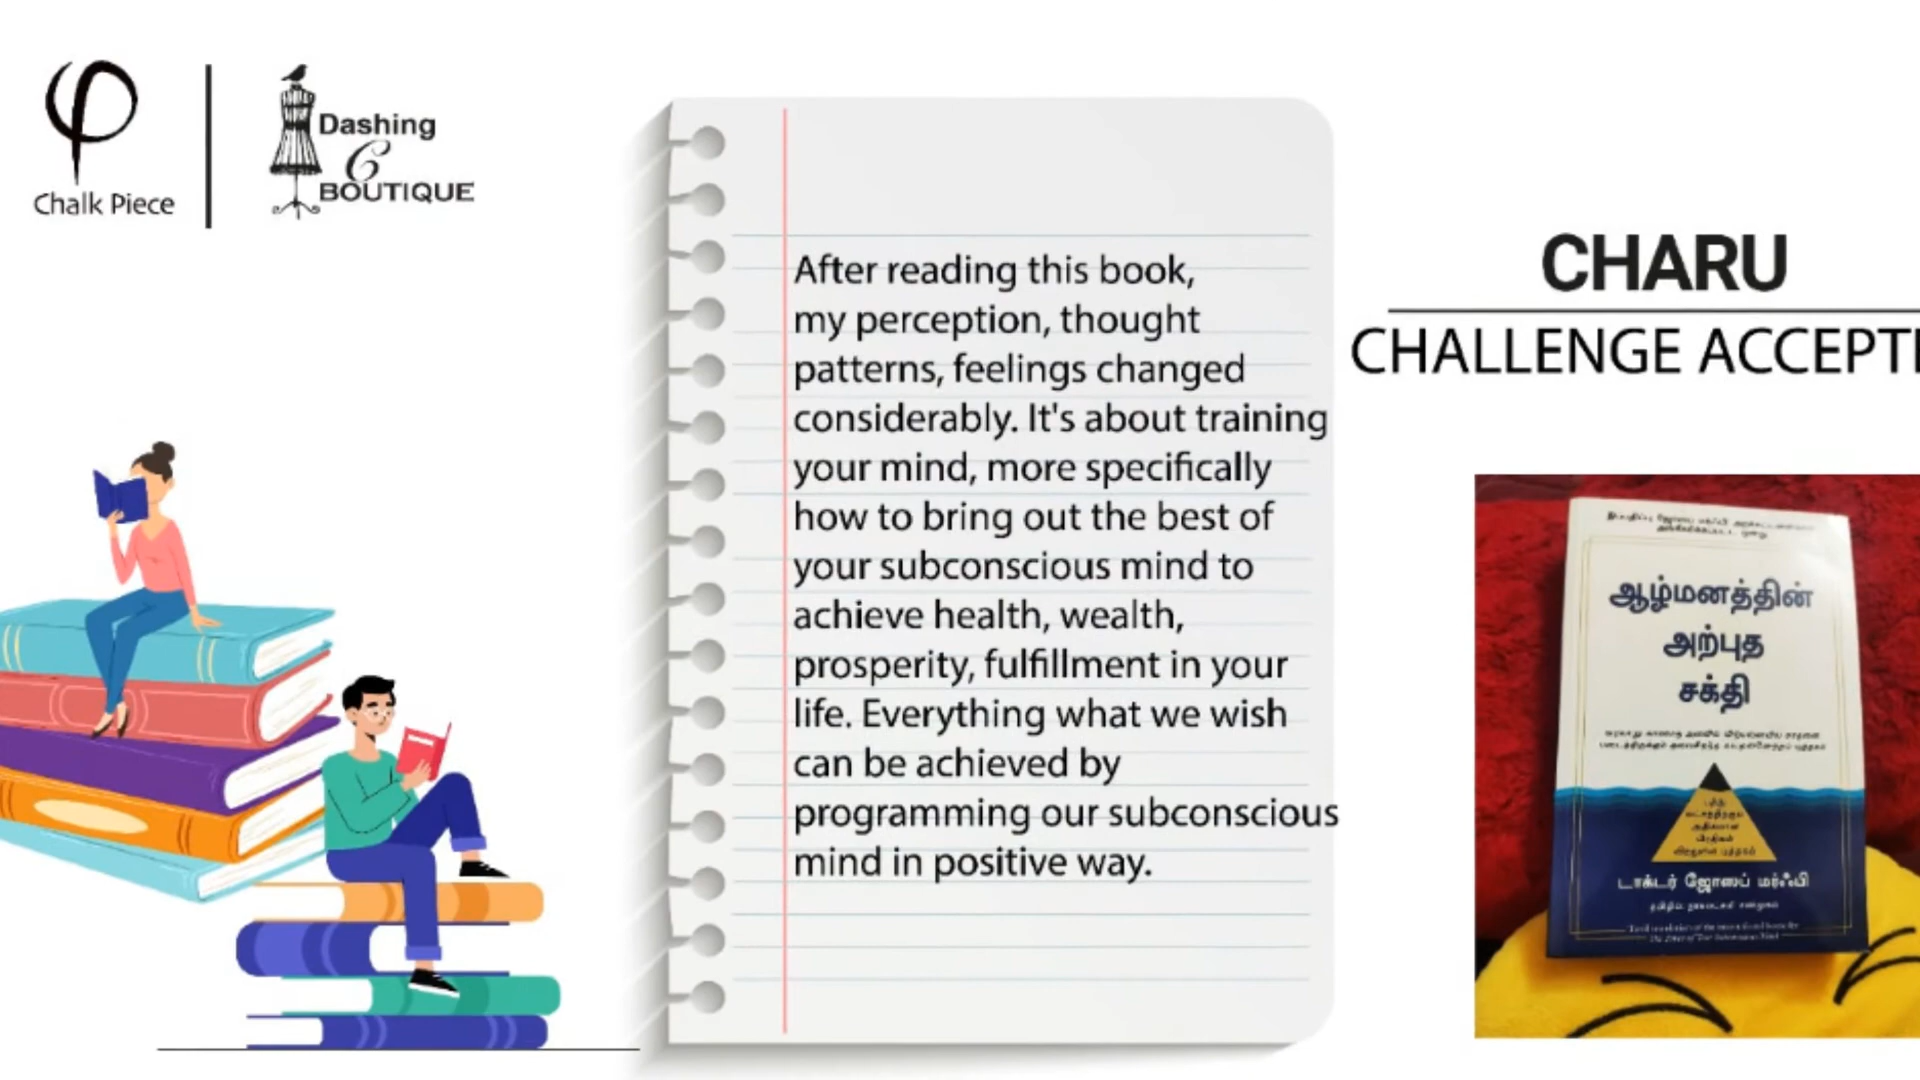 Chalk Piece
Dashing
C
BOUTIQUE
After reading this book,
my perception, thought
patterns, feelings changed
considerably. It's about training
your mind, more specifically
how to bring out the best of
your subconscious mind to
achieve health, wealth,
prosperity, fulfillment in your
life. Everything what we wish
can be achieved by
programming our subconscious
mind in positive way.
CHARU
CHALLENGE ACCEPTE
ஆழ்மனத்தின்
அற்புத
சக்தி
டாக்டர் ஜோஸப் மர்ஃபி